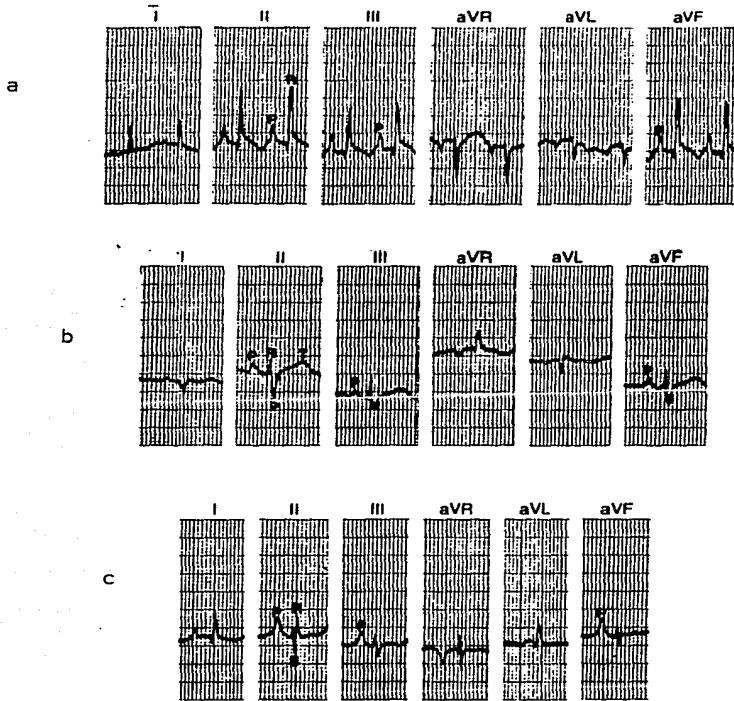 a
I II III aVR aVL aVF
P P R P
b
I II III aVR aVL aVF
P R T P P
c
I II III aVR aVL aVF
P R P P